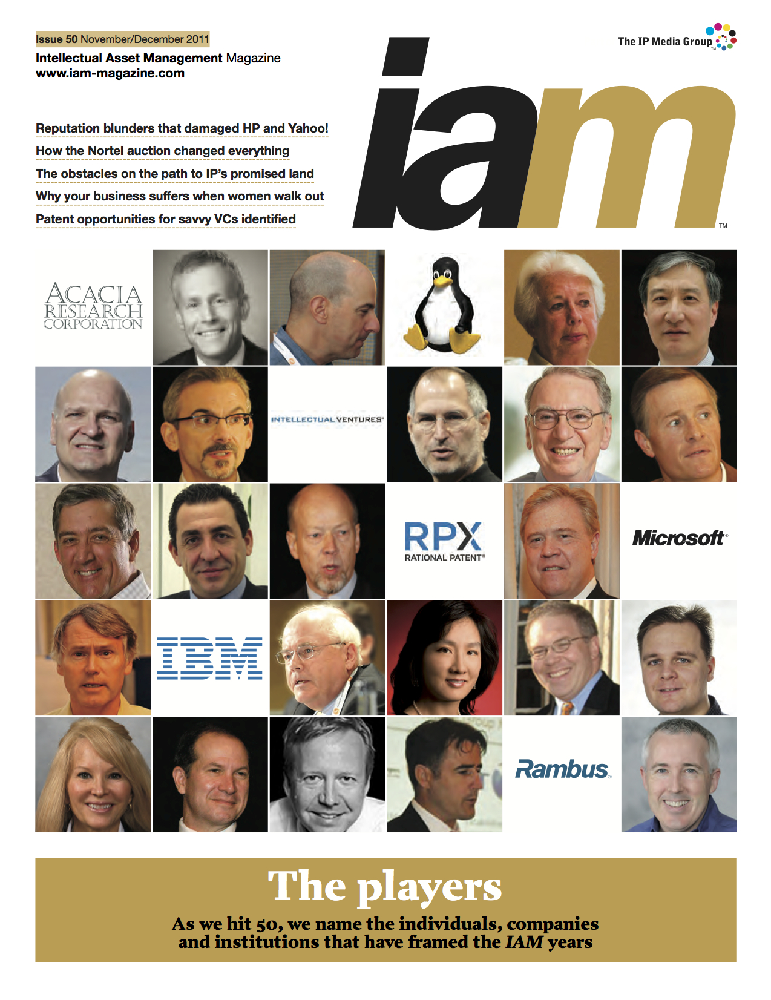 Issue 50 November/December 2011
Intellectual Asset Management Magazine
www.iam-magazine.com
The IP Media Group™
iam™
Reputation blunders that damaged HP and Yahoo!
How the Nortel auction changed everything
The obstacles on the path to IP’s promised land
Why your business suffers when women walk out
Patent opportunities for savvy VCs identified
ACACIA
RESEARCH
CORPORATION
INTELLECTUALVENTURES®
RPX
RATIONAL PATENT®
Microsoft®
IBM
Rambus®
The players
As we hit 50, we name the individuals, companies
and institutions that have framed the IAM years